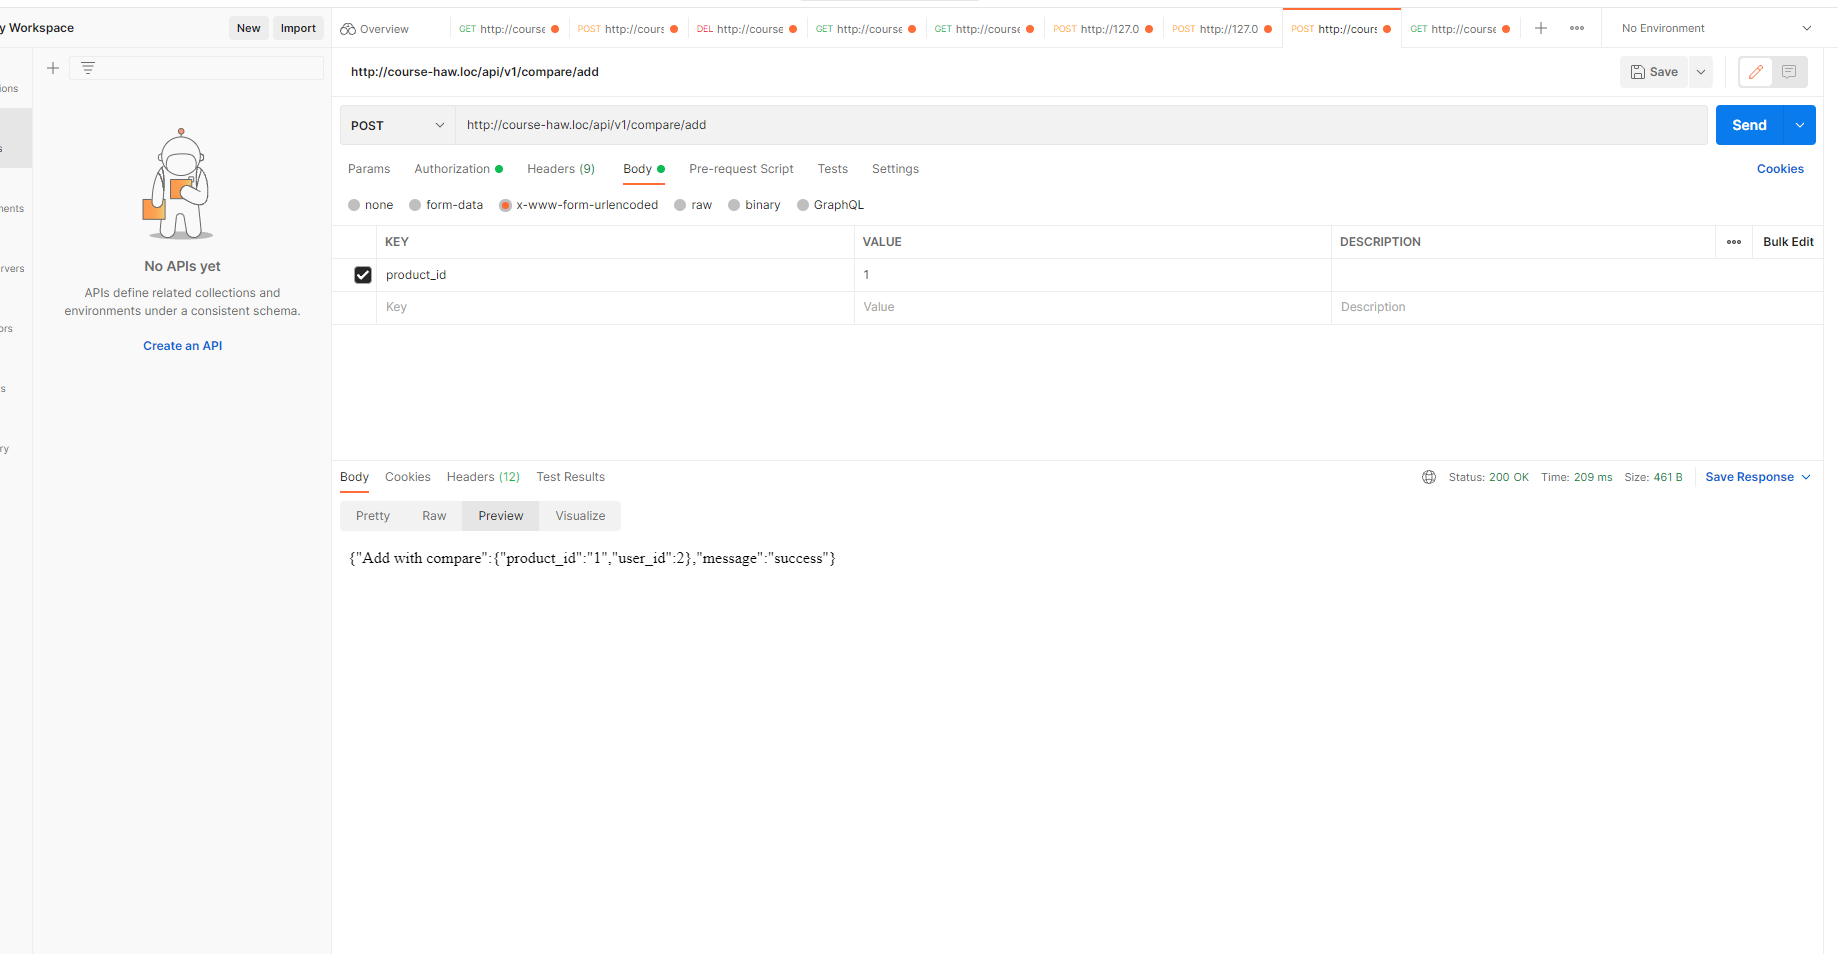 y Workspace
New
Import
Overview
GET http://course
POST http://cours
DEL http://course
GET http://course
GET http://course
POST http://127.0
POST http://127.0
POST http://cours
GET http://course
No Environment
ions
s
nents
rvers
ors
s
ry
No APIs yet
APIs define related collections and
environments under a consistent schema.
Create an API
http://course-haw.loc/api/v1/compare/add
Save
POST
http://course-haw.loc/api/v1/compare/add
Send
Params
Authorization
Headers (9)
Body
Pre-request Script
Tests
Settings
Cookies
none
form-data
x-www-form-urlencoded
raw
binary
GraphQL
KEY
VALUE
DESCRIPTION
Bulk Edit
product_id
1
Key
Value
Description
Body
Cookies
Headers (12)
Test Results
Status: 200 OK
Time: 209 ms
Size: 461 B
Save Response
Pretty
Raw
Preview
Visualize
{"Add with compare":{"product_id":"1","user_id":2},"message":"success"}